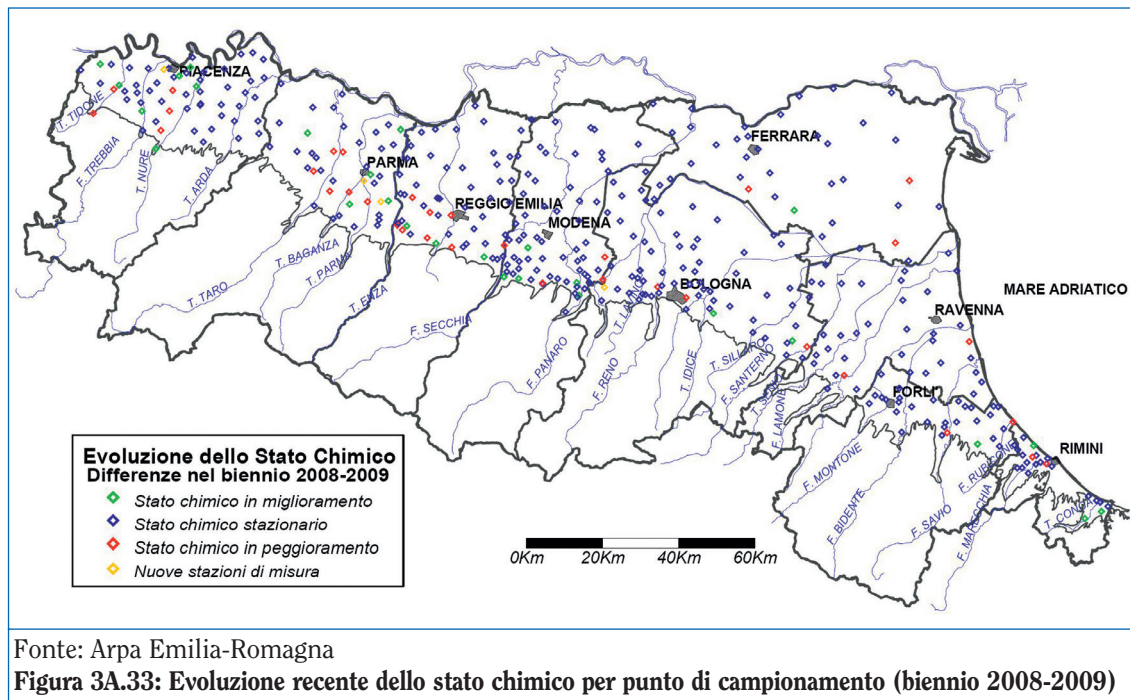 PIACENZA
T. TIDONE
F. TREBBIA
T. NURE
T. ARDA
PARMA
FERRARA
REGGIO EMILIA
MODENA
T. BAGANZA
T. PARMA
T. TARO
T. ENZA
BOLOGNA
MARE ADRIATICO
RAVENNA
F. SECCHIA
F. PANARO
F. RENO
T. IDICE
T. SILLARO
F. SANTERNO
F. LAMONE
FORLI'
RIMINI
F. MONTONE
F. BIDENTE
F. SAVIO
F. RUBICONE
F. MARECCHIA
T. CONCA
Evoluzione dello Stato Chimico
Differenze nel biennio 2008-2009
Stato chimico in miglioramento
Stato chimico stazionario
Stato chimico in peggioramento
Nuove stazioni di misura
0Km 20Km 40Km 60Km
Fonte: Arpa Emilia-Romagna
Figura 3A.33: Evoluzione recente dello stato chimico per punto di campionamento (biennio 2008-2009)